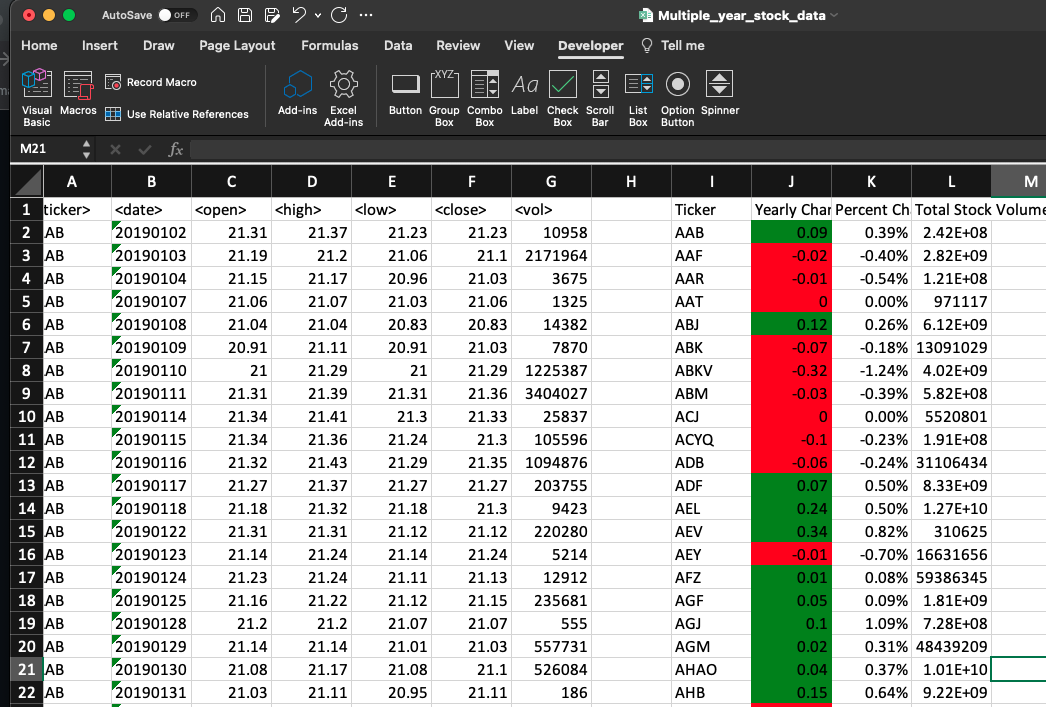 AutoSave OFF Multiple_year_stock_data
Home Insert Draw Page Layout Formulas Data Review View Developer Tell me
Visual Basic Macros Record Macro Use Relative References Add-ins Excel Add-ins Button XYZ Group Box Combo Box Aa Label Check Box Scroll Bar List Box Option Button Spinner
M21 fx
A B C D E F G H I J K L M
1 ticker> <date> <open> <high> <low> <close> <vol> Ticker Yearly Char Percent Ch Total Stock Volume
2 AB 20190102 21.31 21.37 21.23 21.23 10958 AAB 0.09 0.39% 2.42E+08
3 AB 20190103 21.19 21.2 21.06 21.1 2171964 AAF -0.02 -0.40% 2.82E+09
4 AB 20190104 21.15 21.17 20.96 21.03 3675 AAR -0.01 -0.54% 1.21E+08
5 AB 20190107 21.06 21.07 21.03 21.06 1325 AAT 0 0.00% 971117
6 AB 20190108 21.04 21.04 20.83 20.83 14382 ABJ 0.12 0.26% 6.12E+09
7 AB 20190109 20.91 21.11 20.91 21.03 7870 ABK -0.07 -0.18% 13091029
8 AB 20190110 21 21.29 21 21.29 1225387 ABKV -0.32 -1.24% 4.02E+09
9 AB 20190111 21.31 21.39 21.31 21.36 3404027 ABM -0.03 -0.39% 5.82E+08
10 AB 20190114 21.34 21.41 21.3 21.33 25837 ACJ 0 0.00% 5520801
11 AB 20190115 21.34 21.36 21.24 21.3 105596 ACYQ -0.1 -0.23% 1.91E+08
12 AB 20190116 21.32 21.43 21.29 21.35 1094876 ADB -0.06 -0.24% 31106434
13 AB 20190117 21.27 21.37 21.27 21.27 203755 ADF 0.07 0.50% 8.33E+09
14 AB 20190118 21.18 21.32 21.18 21.3 9423 AEL 0.24 0.50% 1.27E+10
15 AB 20190122 21.31 21.31 21.12 21.12 220280 AEV 0.34 0.82% 310625
16 AB 20190123 21.14 21.24 21.14 21.24 5214 AEY -0.01 -0.70% 16631656
17 AB 20190124 21.23 21.24 21.11 21.13 12912 AFZ 0.01 0.08% 59386345
18 AB 20190125 21.16 21.22 21.12 21.15 235681 AGF 0.05 0.09% 1.81E+09
19 AB 20190128 21.2 21.2 21.07 21.07 555 AGJ 0.1 1.09% 7.28E+08
20 AB 20190129 21.14 21.14 21.01 21.03 557731 AGM 0.02 0.31% 48439209
21 AB 20190130 21.08 21.17 21.08 21.1 526084 AHAO 0.04 0.37% 1.01E+10
22 AB 20190131 21.03 21.11 20.95 21.11 186 AHB 0.15 0.64% 9.22E+09